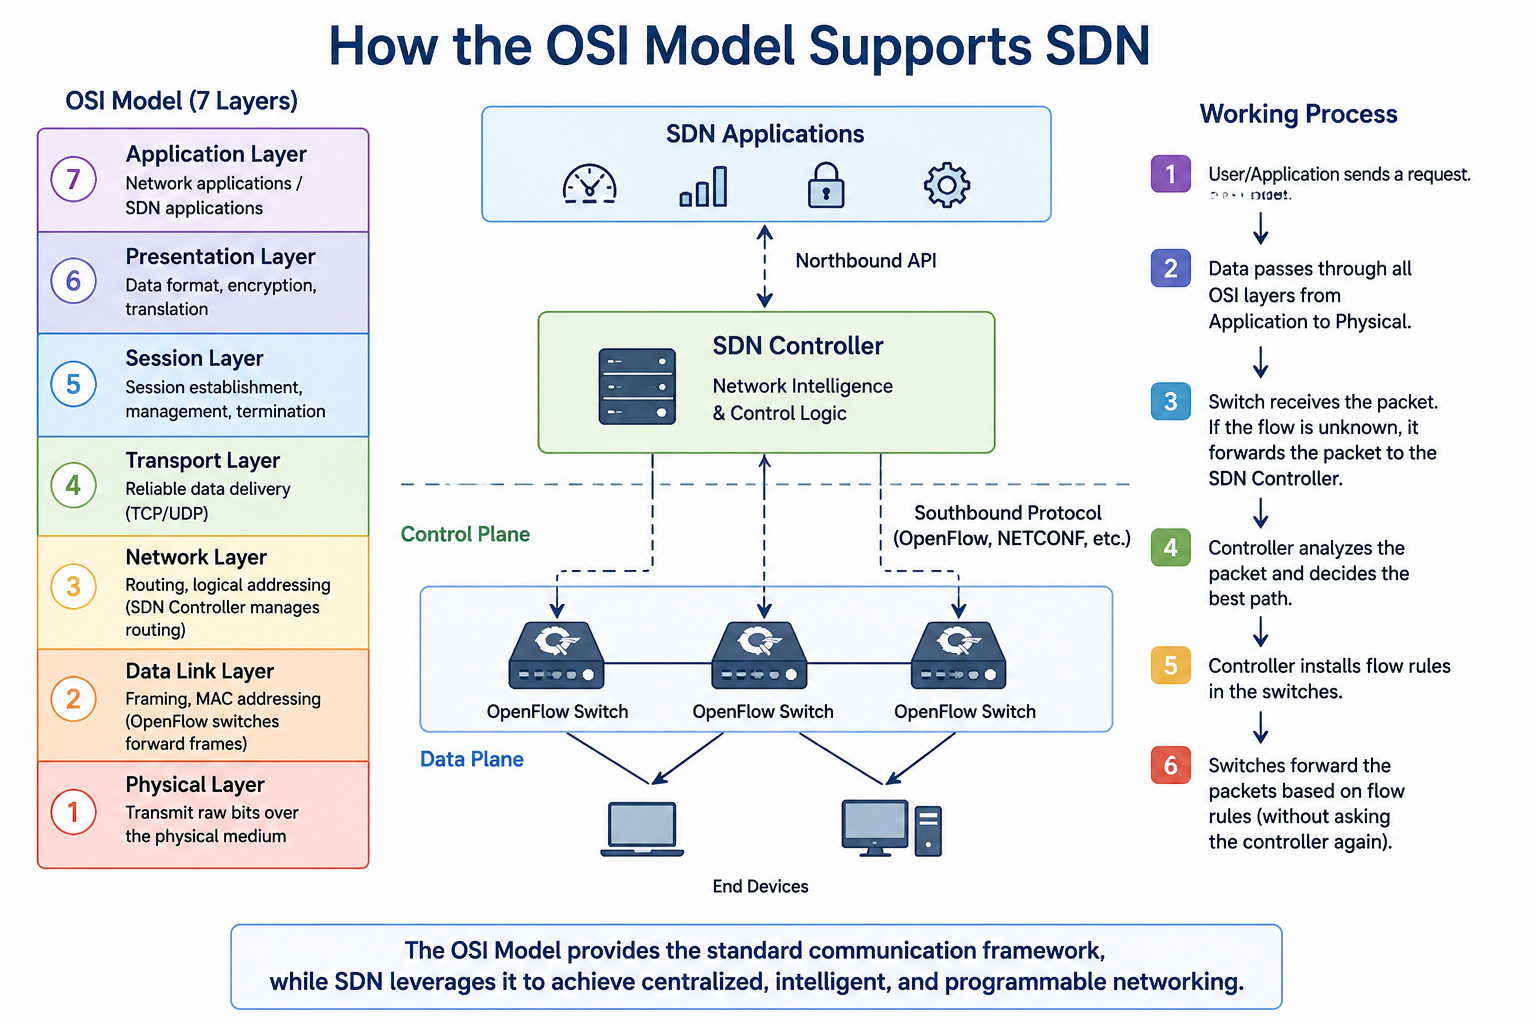 How the OSI Model Supports SDN
OSI Model (7 Layers)
7
Application Layer
Network applications /
SDN applications
6
Presentation Layer
Data format, encryption,
translation
5
Session Layer
Session establishment,
management, termination
4
Transport Layer
Reliable data delivery
(TCP/UDP)
3
Network Layer
Routing, logical addressing
(SDN Controller manages
routing)
2
Data Link Layer
Framing, MAC addressing
(OpenFlow switches
forward frames)
1
Physical Layer
Transmit raw bits over
the physical medium
SDN Applications
Northbound API
SDN Controller
Network Intelligence
& Control Logic
Control Plane
Southbound Protocol
(OpenFlow, NETCONF, etc.)
OpenFlow Switch
OpenFlow Switch
OpenFlow Switch
Data Plane
End Devices
Working Process
1
User/Application sends a request.
2
Data passes through all
OSI layers from
Application to Physical.
3
Switch receives the packet.
If the flow is unknown, it
forwards the packet to the
SDN Controller.
4
Controller analyzes the
packet and decides the
best path.
5
Controller installs flow rules
in the switches.
6
Switches forward the
packets based on flow
rules (without asking
the controller again).
The OSI Model provides the standard communication framework,
while SDN leverages it to achieve centralized, intelligent, and programmable networking.